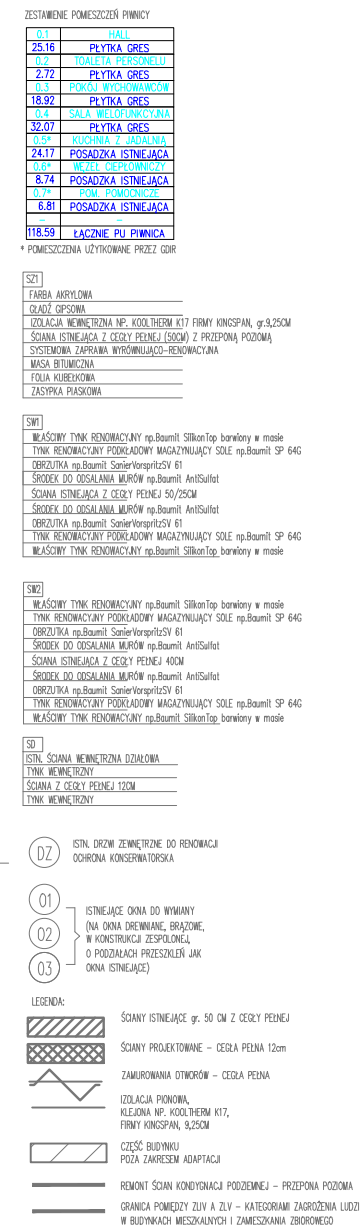 ZESTAWIENIE POMIESZCZEŃ PIWNICY
0.1 HALL
25.16 PŁYTKA GRES
0.2 TOALETA PERSONELU
2.72 PŁYTKA GRES
0.3 POKÓJ WYCHOWAWCÓW
18.92 PŁYTKA GRES
0.4 SALA WIELOFUNKCYJNA
32.07 PŁYTKA GRES
0.5* KUCHNIA Z JADALNIĄ
24.17 POSADZKA ISTNIEJĄCA
0.6* WĘZEŁ CIEPŁOWNICZY
8.74 POSADZKA ISTNIEJĄCA
0.7* POM. POMOCNICZE
6.81 POSADZKA ISTNIEJĄCA
– –
118.59 ŁĄCZNIE PU PIWNICA
* POMIESZCZENIA UŻYTKOWANE PRZEZ GDIR
SZ1
FARBA AKRYLOWA
GŁADŹ GIPSOWA
IZOLACJA WEWNĘTRZNA NP. KOOLTHERM K17 FIRMY KINGSPAN, gr.9,25CM
ŚCIANA ISTNIEJĄCA Z CEGŁY PEŁNEJ (50CM) Z PRZEPONĄ POZIOMĄ
SYSTEMOWA ZAPRAWA WYRÓWNUJĄCO-RENOWACYJNA
MASA BITUMICZNA
FOLIA KUBEŁKOWA
ZASYPKA PIASKOWA
SW1
WŁAŚCIWY TYNK RENOWACYJNY np.Baumit SilikonTop barwiony w masie
TYNK RENOWACYJNY PODKŁADOWY MAGAZYNUJĄCY SOLE np.Baumit SP 64G
OBRZUTKA np.Baumit SanierVorspritzSV 61
ŚRODEK DO ODSALANIA MURÓW np.Baumit AntiSulfat
ŚCIANA ISTNIEJĄCA Z CEGŁY PEŁNEJ 50/25CM
ŚRODEK DO ODSALANIA MURÓW np.Baumit AntiSulfat
OBRZUTKA np.Baumit SanierVorspritzSV 61
TYNK RENOWACYJNY PODKŁADOWY MAGAZYNUJĄCY SOLE np.Baumit SP 64G
WŁAŚCIWY TYNK RENOWACYJNY np.Baumit SilikonTop barwiony w masie
SW2
WŁAŚCIWY TYNK RENOWACYJNY np.Baumit SilikonTop barwiony w masie
TYNK RENOWACYJNY PODKŁADOWY MAGAZYNUJĄCY SOLE np.Baumit SP 64G
OBRZUTKA np.Baumit SanierVorspritzSV 61
ŚRODEK DO ODSALANIA MURÓW np.Baumit AntiSulfat
ŚCIANA ISTNIEJĄCA Z CEGŁY PEŁNEJ 40CM
ŚRODEK DO ODSALANIA MURÓW np.Baumit AntiSulfat
OBRZUTKA np.Baumit SanierVorspritzSV 61
TYNK RENOWACYJNY PODKŁADOWY MAGAZYNUJĄCY SOLE np.Baumit SP 64G
WŁAŚCIWY TYNK RENOWACYJNY np.Baumit SilikonTop barwiony w masie
SD
ISTN. ŚCIANA WEWNĘTRZNA DZIAŁOWA
TYNK WEWNĘTRZNY
ŚCIANA Z CEGŁY PEŁNEJ 12CM
TYNK WEWNĘTRZNY
DZ
ISTN. DRZWI ZEWNĘTRZNE DO RENOWACJI
OCHRONA KONSERWATORSKA
O1
O2
O3
ISTNIEJĄCE OKNA DO WYMIANY
(NA OKNA DREWNIANE, BRĄZOWE,
W KONSTRUKCJI ZESPOLONEJ,
O PODZIAŁACH PRZESZKLEŃ JAK
OKNA ISTNIEJĄCE)
LEGENDA:
ŚCIANY ISTNIEJĄCE gr. 50 CM Z CEGŁY PEŁNEJ
ŚCIANY PROJEKTOWANE – CEGŁA PEŁNA 12cm
ZAMUROWANIA OTWORÓW – CEGŁA PEŁNA
IZOLACJA PIONOWA,
KLEJONA NP. KOOLTHERM K17,
FIRMY KINGSPAN, 9,25CM
CZĘŚĆ BUDYNKU
POZA ZAKRESEM ADAPTACJI
REMONT ŚCIAN KONDYGNACJI PODZIEMNEJ – PRZEPONA POZIOMA
GRANICA POMIĘDZY ZLIV A ZLV – KATEGORIAMI ZAGROŻENIA LUDZI
W BUDYNKACH MIESZKALNYCH I ZAMIESZKANIA ZBIOROWEGO